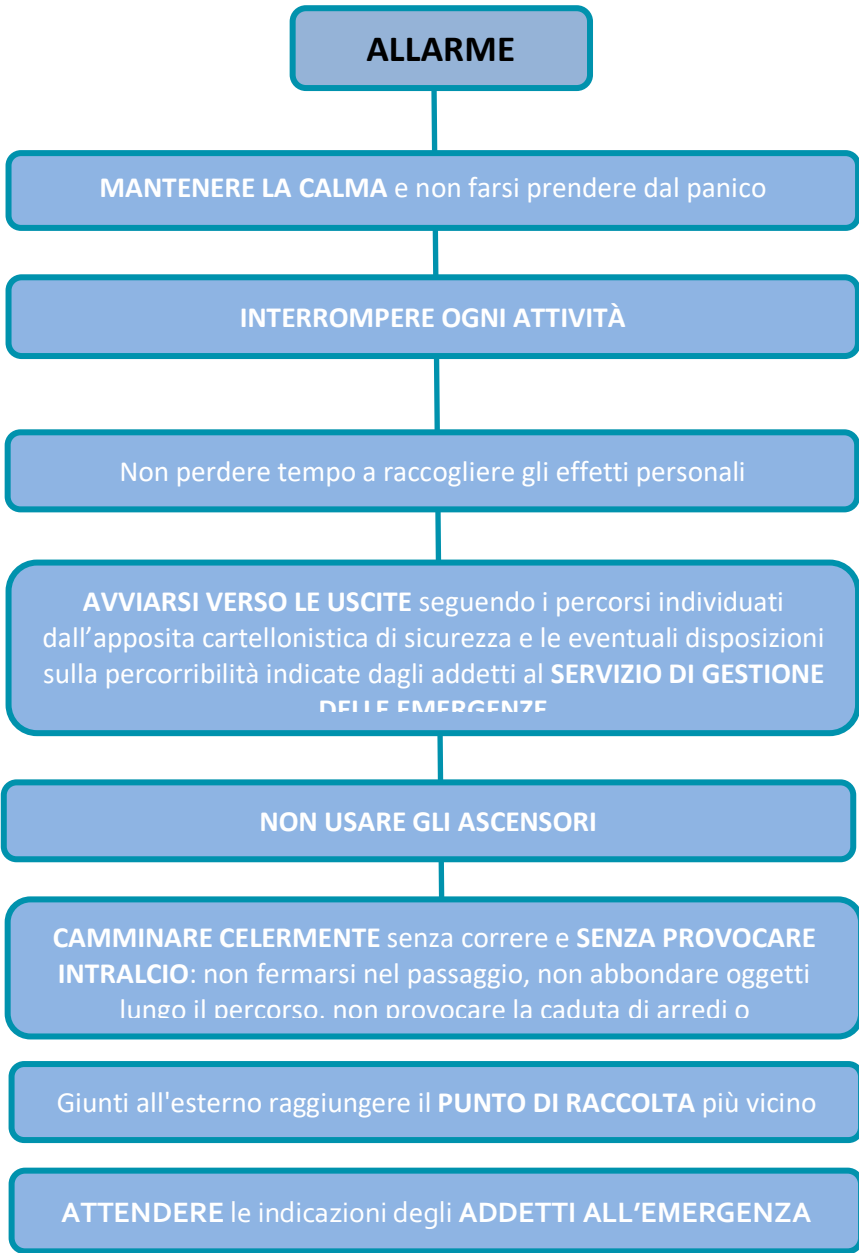 ALLARME
MANTENERE LA CALMA e non farsi prendere dal panico
INTERROMPERE OGNI ATTIVITÀ
Non perdere tempo a raccogliere gli effetti personali
AVVIARSI VERSO LE USCITE seguendo i percorsi individuati
dall’apposita cartellonistica di sicurezza e le eventuali disposizioni
sulla percorribilità indicate dagli addetti al SERVIZIO DI GESTIONE
DELLE EMERGENZE
NON USARE GLI ASCENSORI
CAMMINARE CELERMENTE senza correre e SENZA PROVOCARE
INTRALCIO: non fermarsi nel passaggio, non abbondare oggetti
lungo il percorso, non provocare la caduta di arredi o
Giunti all'esterno raggiungere il PUNTO DI RACCOLTA più vicino
ATTENDERE le indicazioni degli ADDETTI ALL’EMERGENZA